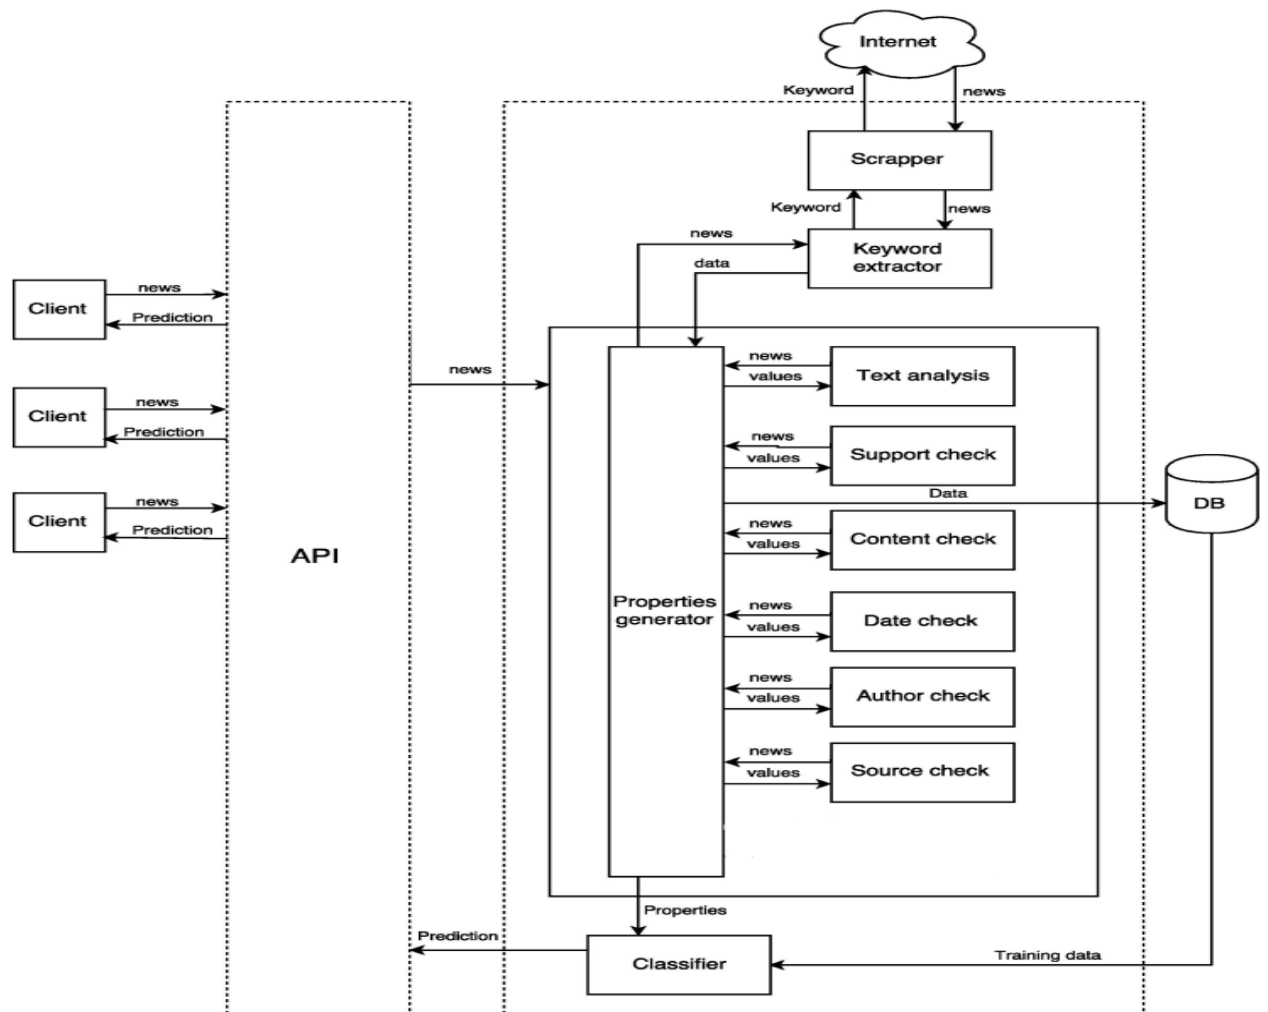 Internet
Keyword
news
Scrapper
Keyword
news
news
Keyword
extractor
data
Client
news
Prediction
news
news
values
Text analysis
Client
news
Prediction
news
values
Support check
Data
DB
Client
news
Prediction
API
news
values
Content check
Properties
generator
news
values
Date check
news
values
Author check
news
values
Source check
Properties
Prediction
Classifier
Training data